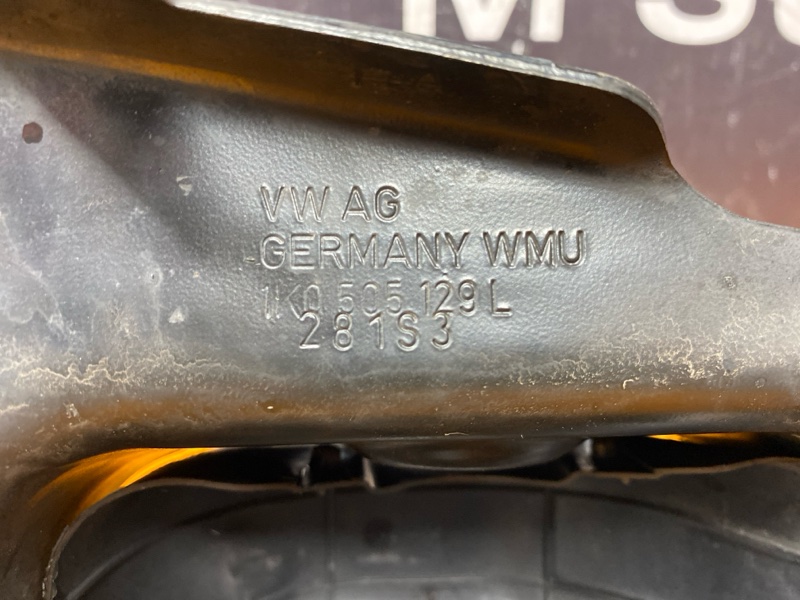 M S
VW AG
GERMANY WMU
1K0 505 129 L
281S3